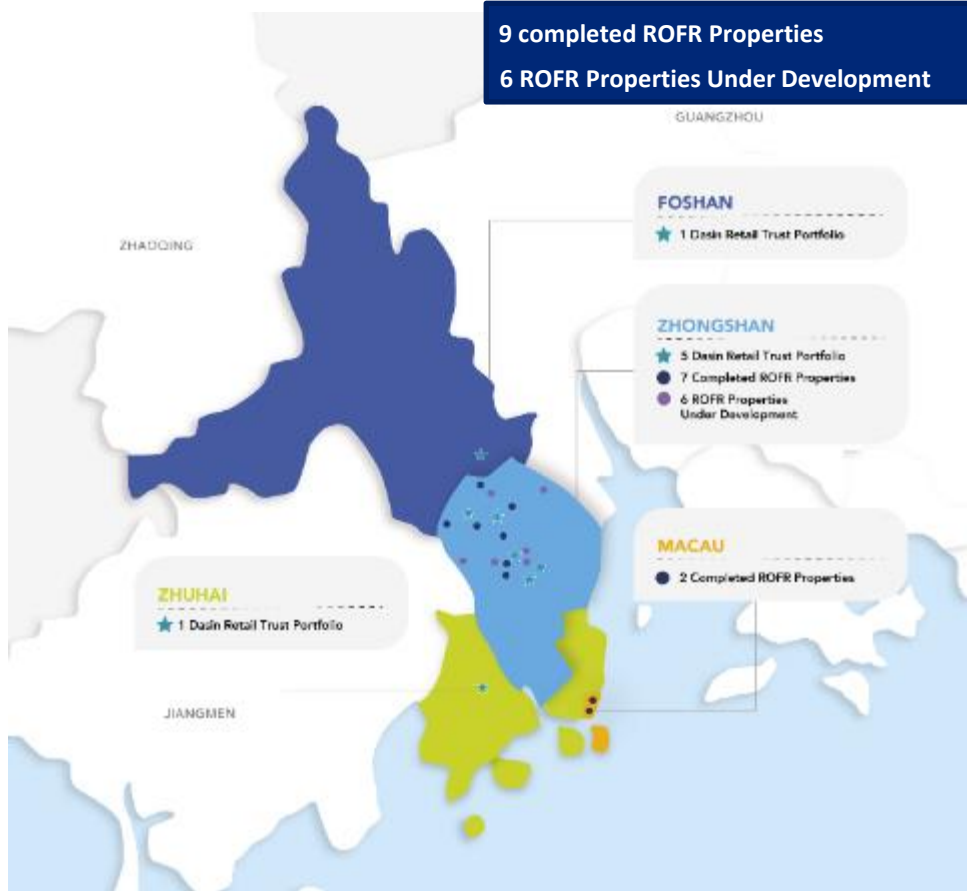 9 completed ROFR Properties
6 ROFR Properties Under Development
GUANGZHOU
FOSHAN
1 Dasin Retail Trust Portfolio
ZHAOQING
ZHONGSHAN
5 Dasin Retail Trust Portfolio
7 Completed ROFR Properties
6 ROFR Properties
Under Development
MACAU
2 Completed ROFR Properties
ZHUHAI
1 Dasin Retail Trust Portfolio
JIANGMEN